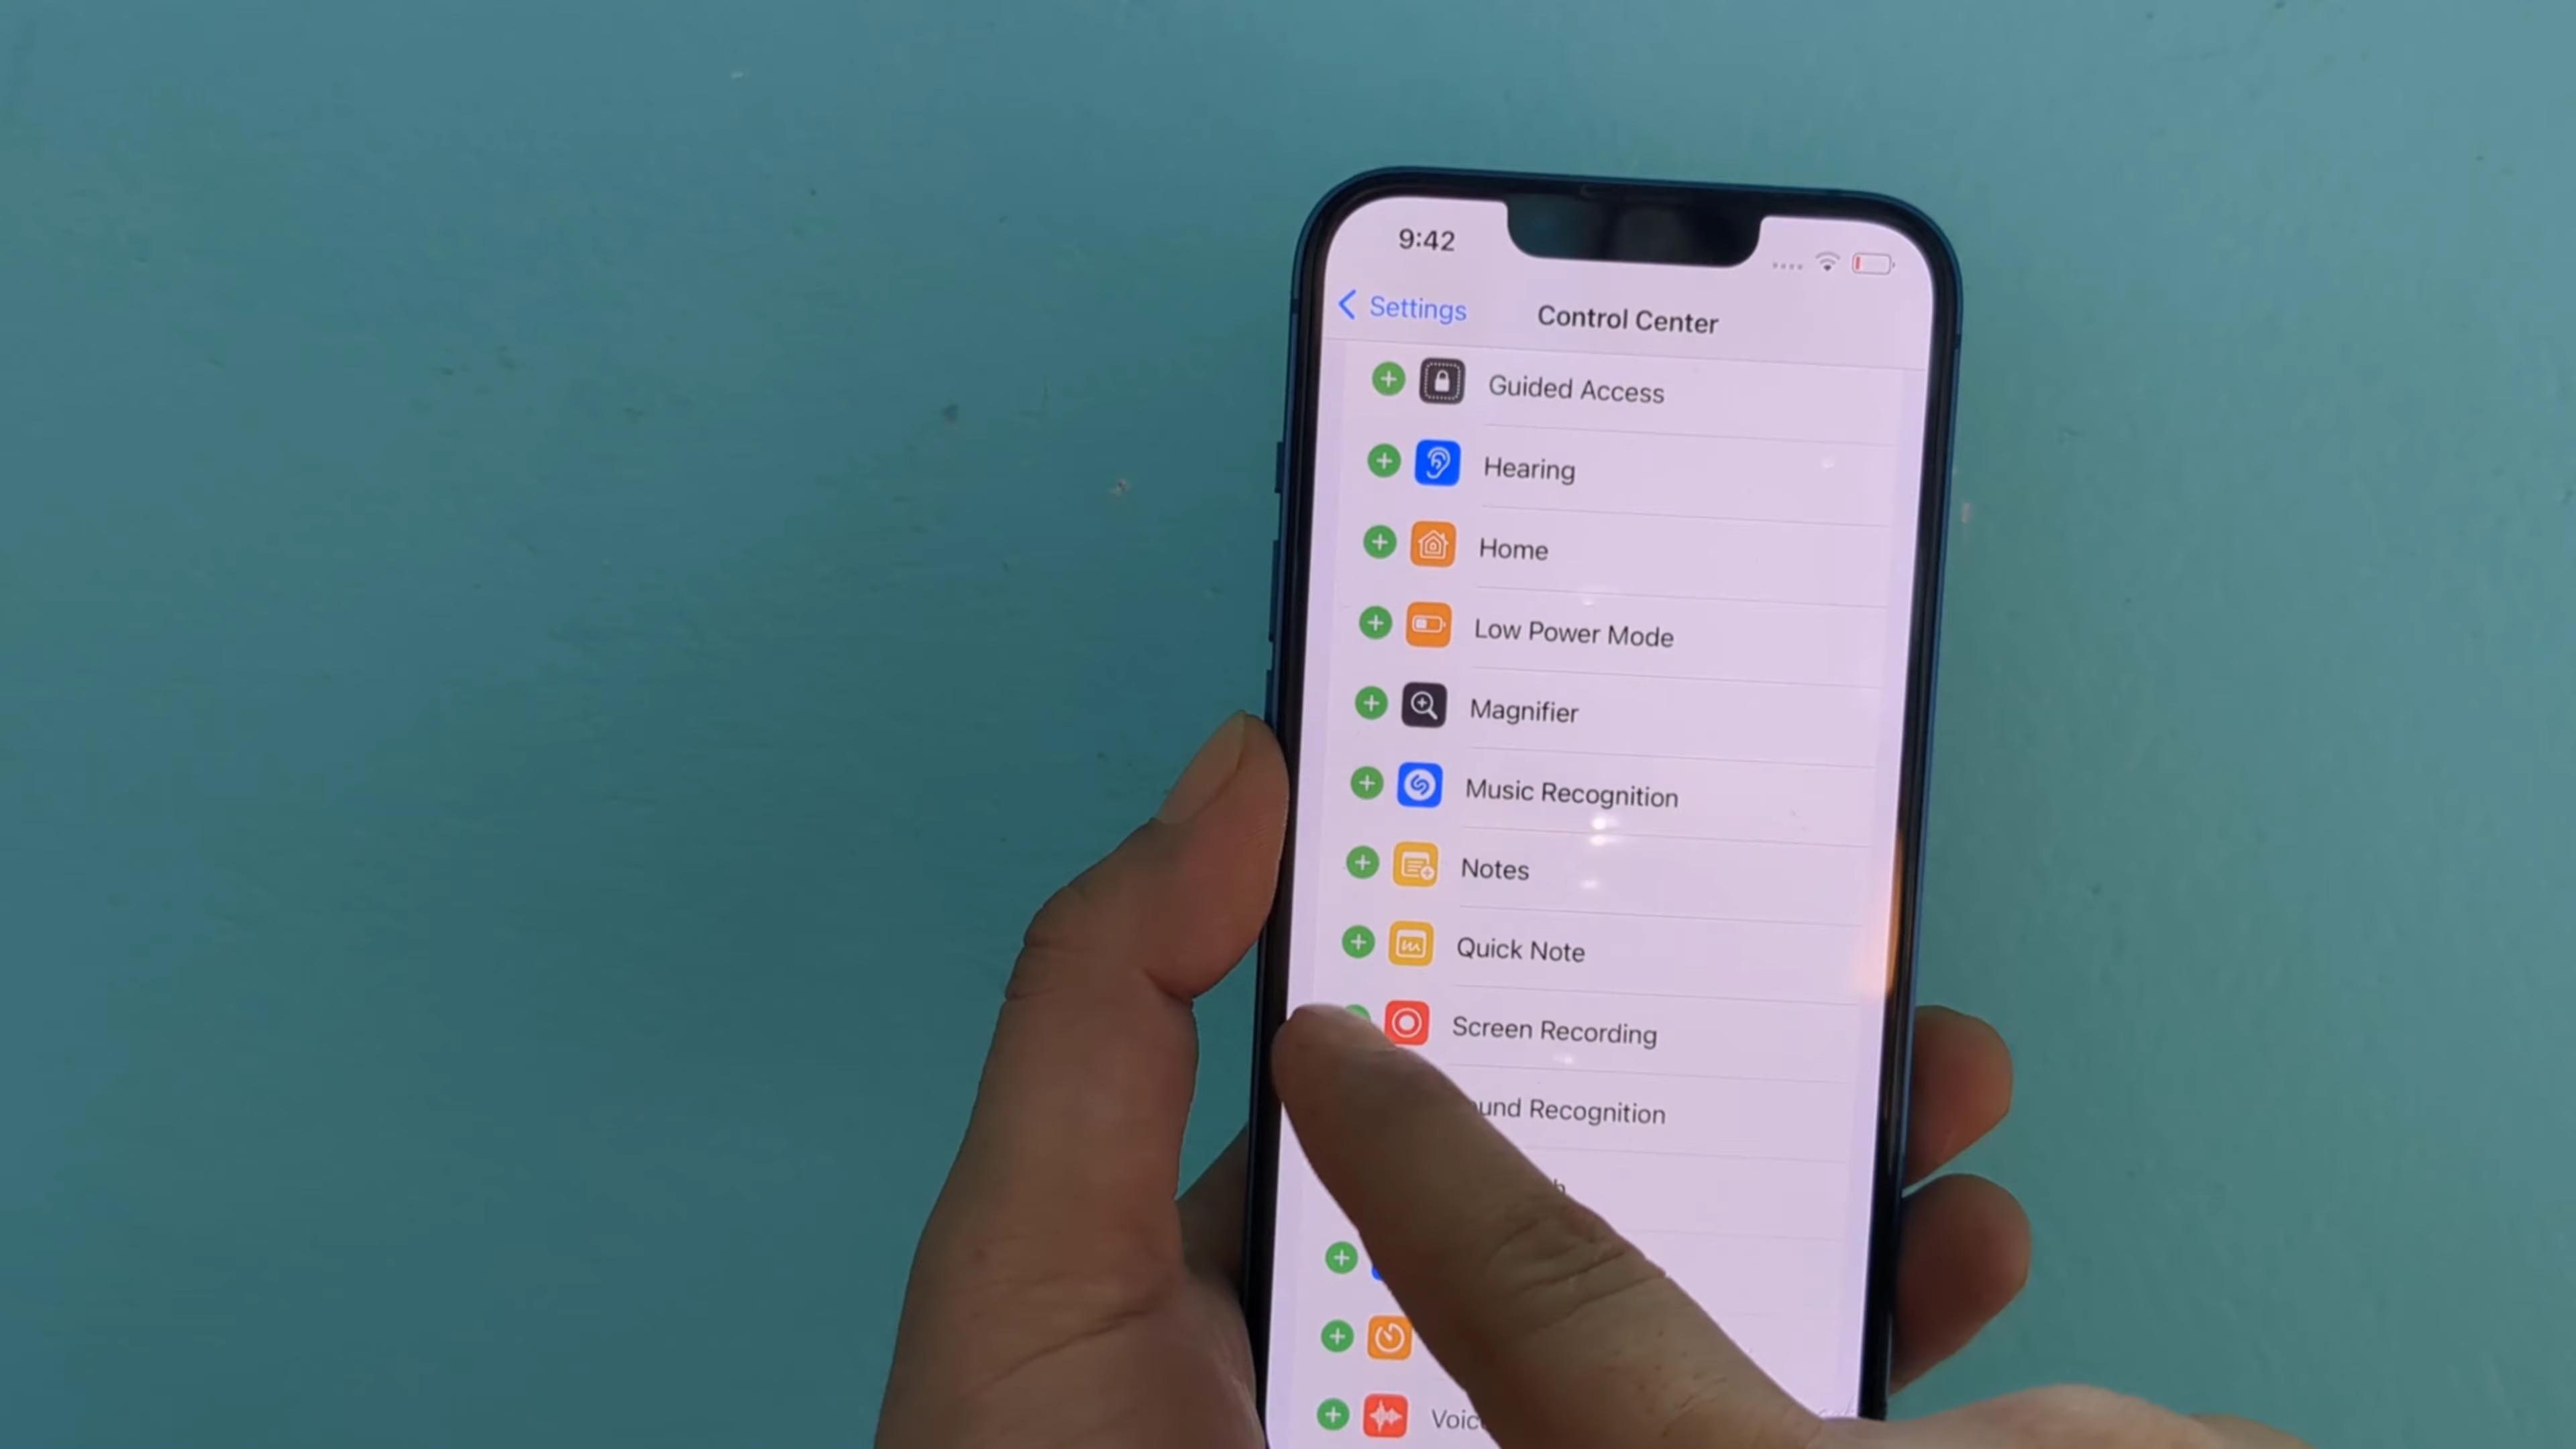 9:42
Settings
Control Center
Guided Access
Hearing
Home
Low Power Mode
Magnifier
Music Recognition
Notes
Quick Note
Screen Recording
und Recognition
Voic